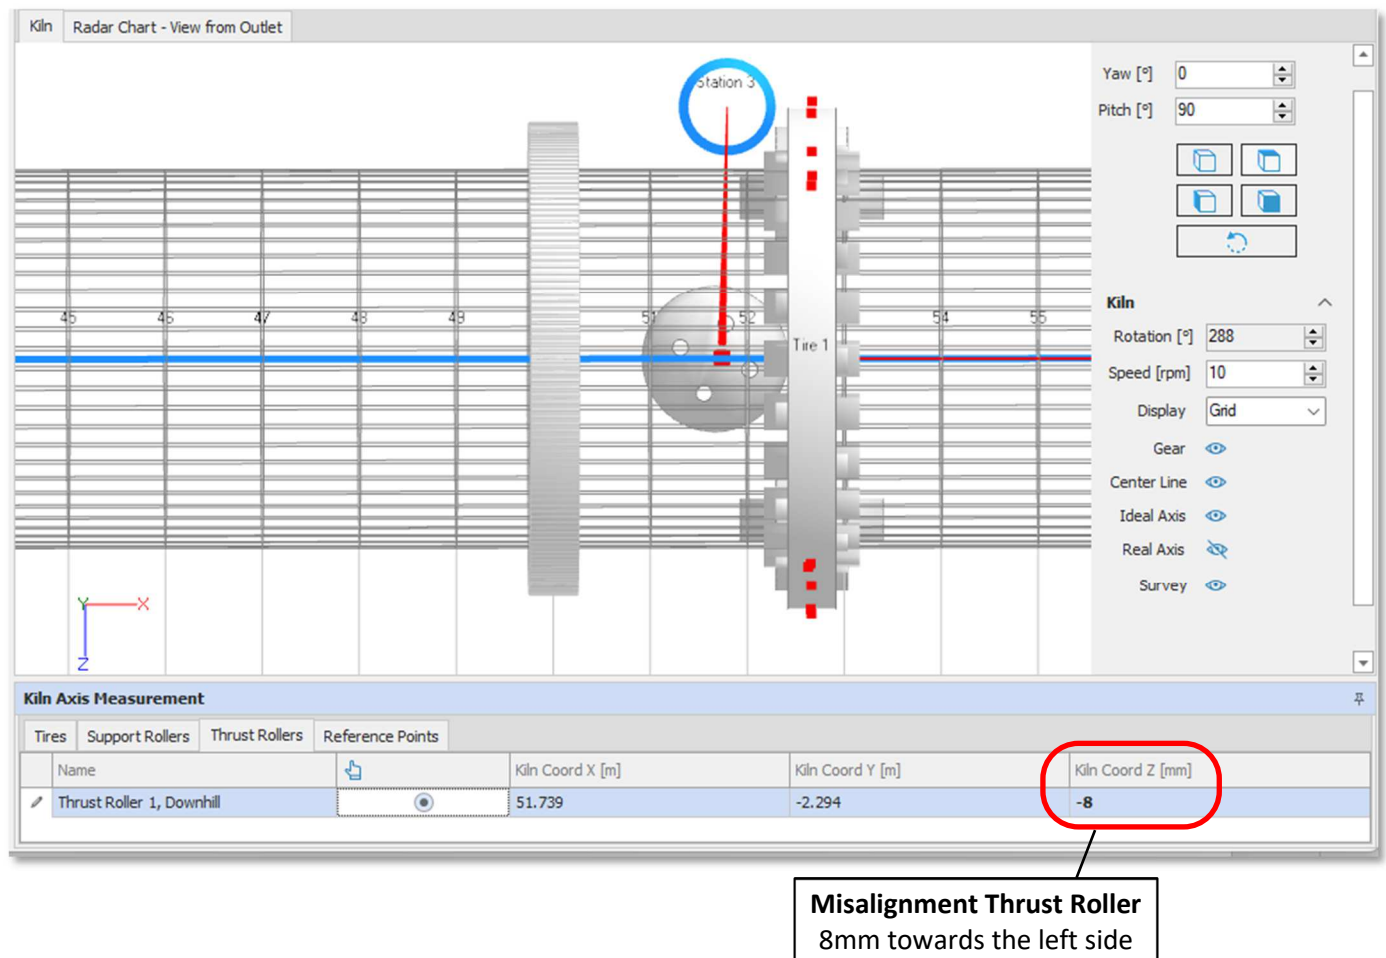 Kiln Radar Chart - View from Outlet
Station 3
Yaw [°] 0
Pitch [°] 90
45 46 47 48 49 51 52 54 55
Tire 1
Kiln
Rotation [°] 288
Speed [rpm] 10
Display Grid
Gear
Center Line
Ideal Axis
Real Axis
Survey
Y X
Z
Kiln Axis Measurement
Tires Support Rollers Thrust Rollers Reference Points
Name Kiln Coord X [m] Kiln Coord Y [m] Kiln Coord Z [mm]
Thrust Roller 1, Downhill 51.739 -2.294 -8
Misalignment Thrust Roller
8mm towards the left side